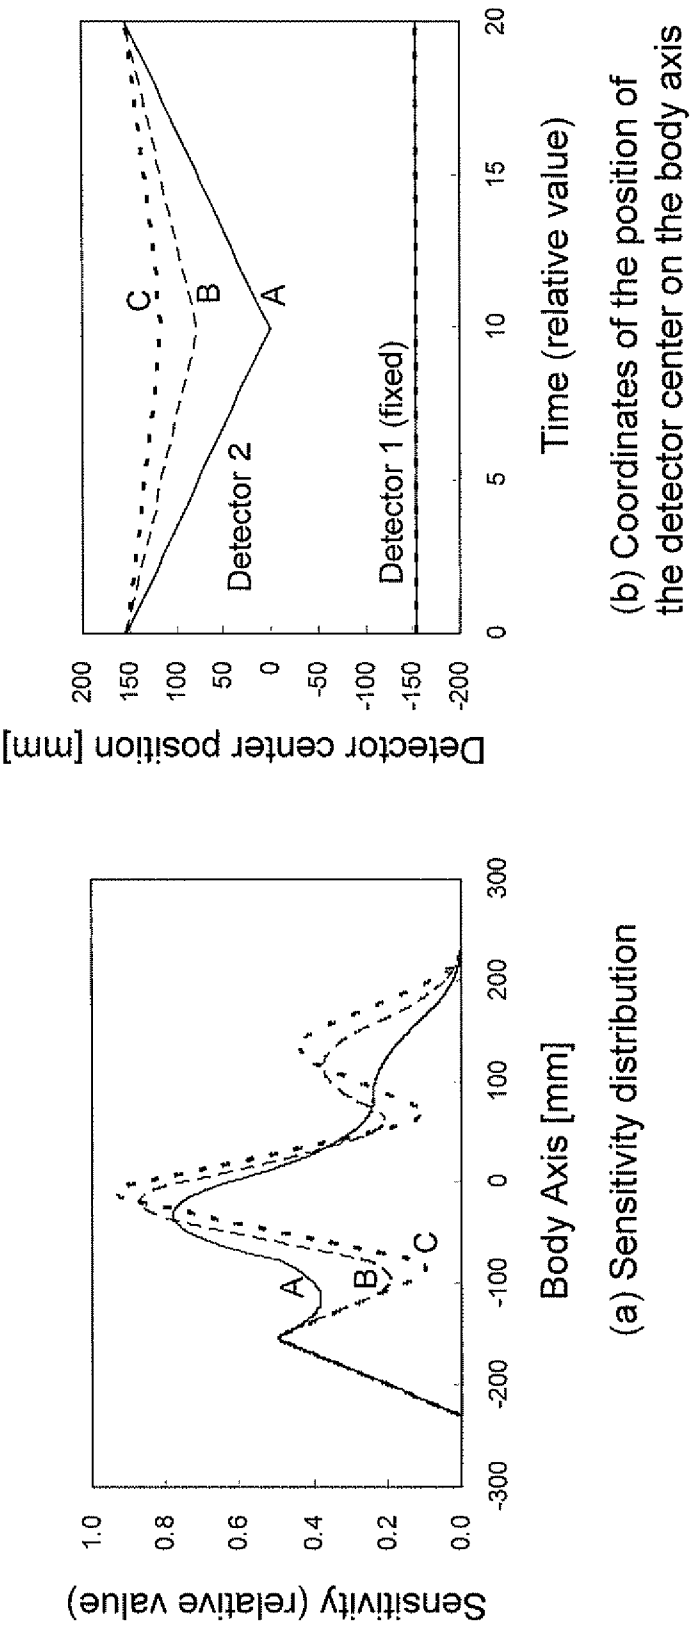 Sensitivity (relative value)
1.0
0.8
0.6
0.4
0.2
0.0
A
B
C
-300
-200
-100
0
100
200
300
Body Axis [mm]
(a) Sensitivity distribution
Detector center position [mm]
200
150
100
50
0
-50
-100
-150
-200
C
B
A
Detector 2
Detector 1 (fixed)
0
5
10
15
20
Time (relative value)
(b) Coordinates of the position of
the detector center on the body axis